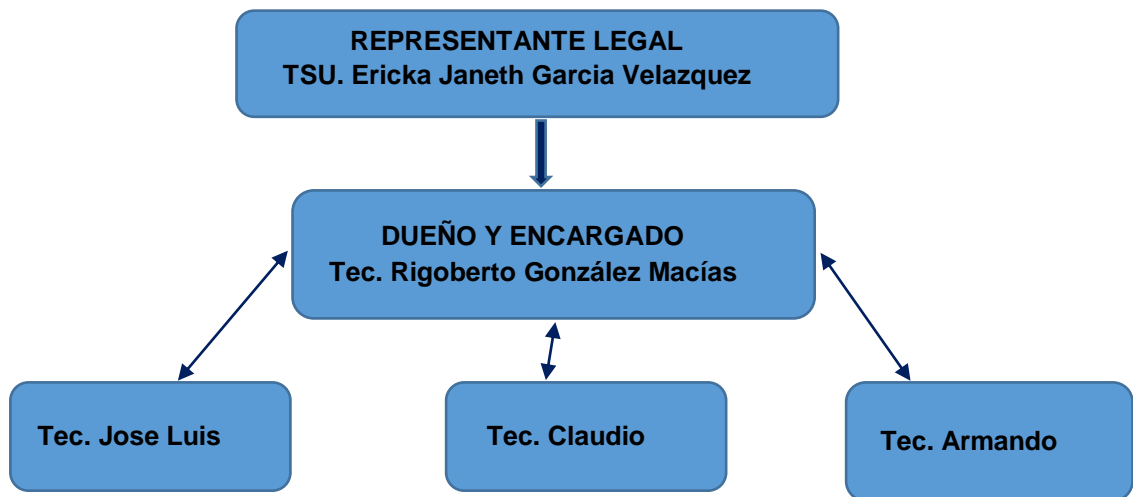 REPRESENTANTE LEGAL
TSU. Ericka Janeth Garcia Velazquez
DUEÑO Y ENCARGADO
Tec. Rigoberto González Macías
Tec. Jose Luis
Tec. Claudio
Tec. Armando